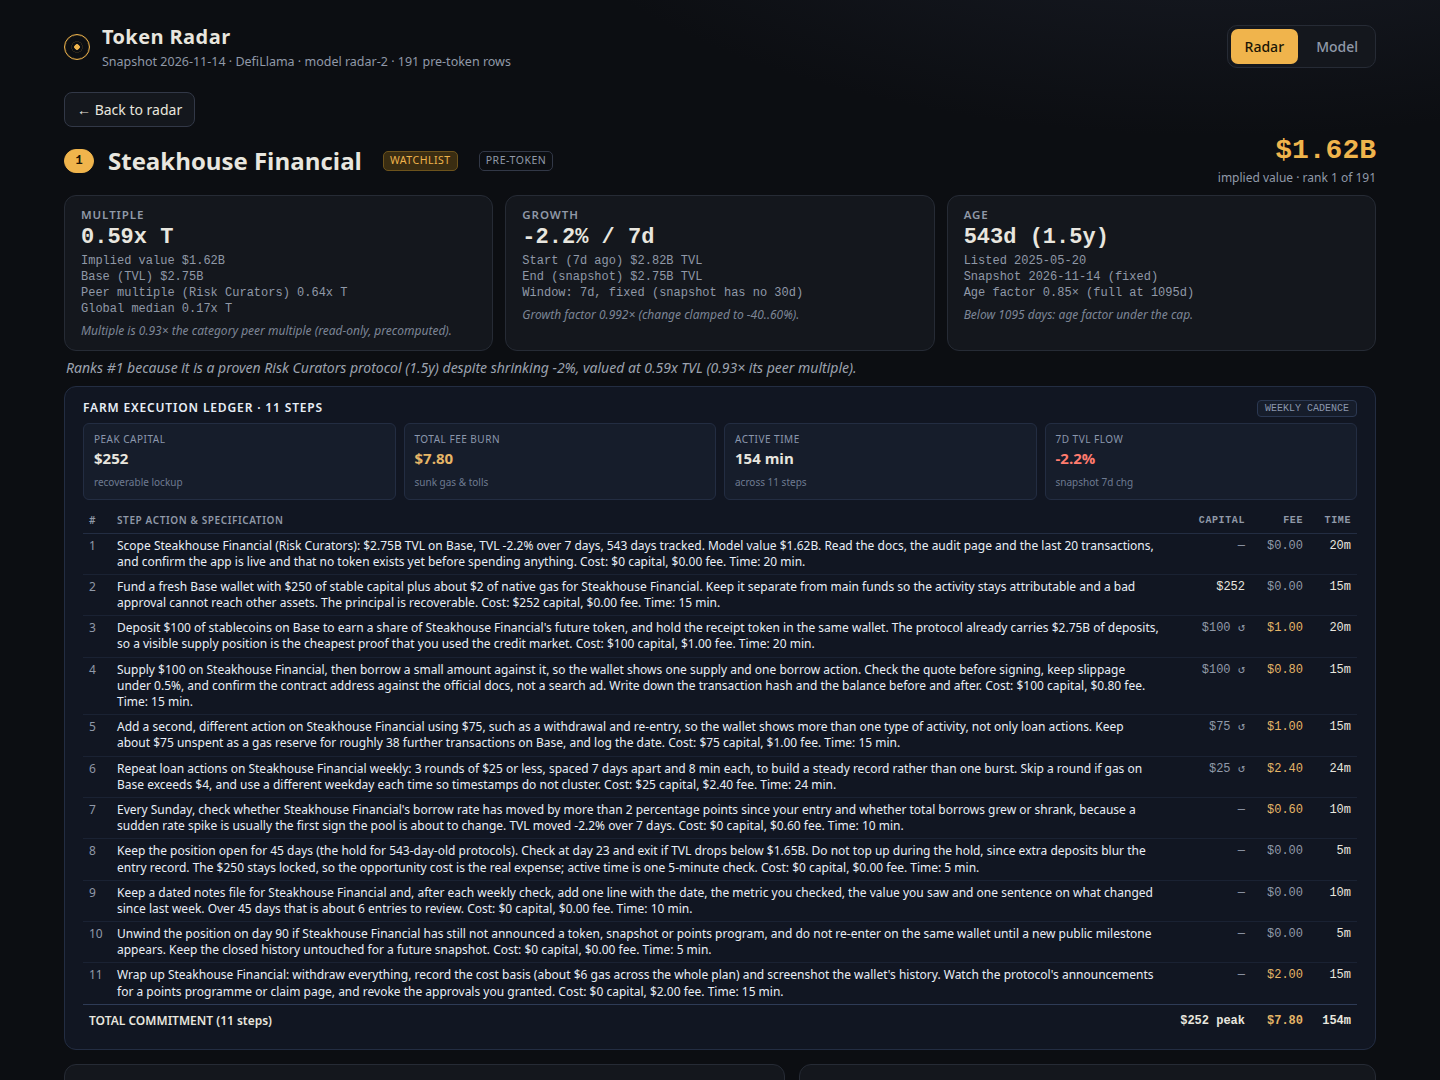 Token Radar
Snapshot 2026-11-14 · DefiLlama · model radar-2 · 191 pre-token rows
Radar
Model
← Back to radar
1
Steakhouse Financial
WATCHLIST
PRE-TOKEN
$1.62B
implied value · rank 1 of 191
MULTIPLE
0.59x T
Implied value $1.62B
Base (TVL) $2.75B
Peer multiple (Risk Curators) 0.64x T
Global median 0.17x T
Multiple is 0.93× the category peer multiple (read-only, precomputed).
GROWTH
-2.2% / 7d
Start (7d ago) $2.82B TVL
End (snapshot) $2.75B TVL
Window: 7d, fixed (snapshot has no 30d)
Growth factor 0.992× (change clamped to -40..60%).
AGE
543d (1.5y)
Listed 2025-05-20
Snapshot 2026-11-14 (fixed)
Age factor 0.85× (full at 1095d)
Below 1095 days: age factor under the cap.
Ranks #1 because it is a proven Risk Curators protocol (1.5y) despite shrinking -2%, valued at 0.59x TVL (0.93× its peer multiple).
FARM EXECUTION LEDGER · 11 STEPS
WEEKLY CADENCE
PEAK CAPITAL
$252
recoverable lockup
TOTAL FEE BURN
$7.80
sunk gas & tolls
ACTIVE TIME
154 min
across 11 steps
7D TVL FLOW
-2.2%
snapshot 7d chg
# STEP ACTION & SPECIFICATION CAPITAL FEE TIME
1 Scope Steakhouse Financial (Risk Curators): $2.75B TVL on Base, TVL -2.2% over 7 days, 543 days tracked. Model value $1.62B. Read the docs, the audit page and the last 20 transactions, — $0.00 20m
and confirm the app is live and that no token exists yet before spending anything. Cost: $0 capital, $0.00 fee. Time: 20 min.
2 Fund a fresh Base wallet with $250 of stable capital plus about $2 of native gas for Steakhouse Financial. Keep it separate from main funds so the activity stays attributable and a bad $252 $0.00 15m
approval cannot reach other assets. The principal is recoverable. Cost: $252 capital, $0.00 fee. Time: 15 min.
3 Deposit $100 of stablecoins on Base to earn a share of Steakhouse Financial's future token, and hold the receipt token in the same wallet. The protocol already carries $2.75B of deposits, $100 ↺ $1.00 20m
so a visible supply position is the cheapest proof that you used the credit market. Cost: $100 capital, $1.00 fee. Time: 20 min.
4 Supply $100 on Steakhouse Financial, then borrow a small amount against it, so the wallet shows one supply and one borrow action. Check the quote before signing, keep slippage $100 ↺ $0.80 15m
under 0.5%, and confirm the contract address against the official docs, not a search ad. Write down the transaction hash and the balance before and after. Cost: $100 capital, $0.80 fee.
Time: 15 min.
5 Add a second, different action on Steakhouse Financial using $75, such as a withdrawal and re-entry, so the wallet shows more than one type of activity, not only loan actions. Keep $75 ↺ $1.00 15m
about $75 unspent as a gas reserve for roughly 38 further transactions on Base, and log the date. Cost: $75 capital, $1.00 fee. Time: 15 min.
6 Repeat loan actions on Steakhouse Financial weekly: 3 rounds of $25 or less, spaced 7 days apart and 8 min each, to build a steady record rather than one burst. Skip a round if gas on $25 ↺ $2.40 24m
Base exceeds $4, and use a different weekday each time so timestamps do not cluster. Cost: $25 capital, $2.40 fee. Time: 24 min.
7 Every Sunday, check whether Steakhouse Financial's borrow rate has moved by more than 2 percentage points since your entry and whether total borrows grew or shrank, because a — $0.60 10m
sudden rate spike is usually the first sign the pool is about to change. TVL moved -2.2% over 7 days. Cost: $0 capital, $0.60 fee. Time: 10 min.
8 Keep the position open for 45 days (the hold for 543-day-old protocols). Check at day 23 and exit if TVL drops below $1.65B. Do not top up during the hold, since extra deposits blur the — $0.00 5m
entry record. The $250 stays locked, so the opportunity cost is the real expense; active time is one 5-minute check. Cost: $0 capital, $0.00 fee. Time: 5 min.
9 Keep a dated notes file for Steakhouse Financial and, after each weekly check, add one line with the date, the metric you checked, the value you saw and one sentence on what changed — $0.00 10m
since last week. Over 45 days that is about 6 entries to review. Cost: $0 capital, $0.00 fee. Time: 10 min.
10 Unwind the position on day 90 if Steakhouse Financial has still not announced a token, snapshot or points program, and do not re-enter on the same wallet until a new public milestone — $0.00 5m
appears. Keep the closed history untouched for a future snapshot. Cost: $0 capital, $0.00 fee. Time: 5 min.
11 Wrap up Steakhouse Financial: withdraw everything, record the cost basis (about $6 gas across the whole plan) and screenshot the wallet's history. Watch the protocol's announcements — $2.00 15m
for a points programme or claim page, and revoke the approvals you granted. Cost: $0 capital, $2.00 fee. Time: 15 min.
TOTAL COMMITMENT (11 steps) $252 peak $7.80 154m